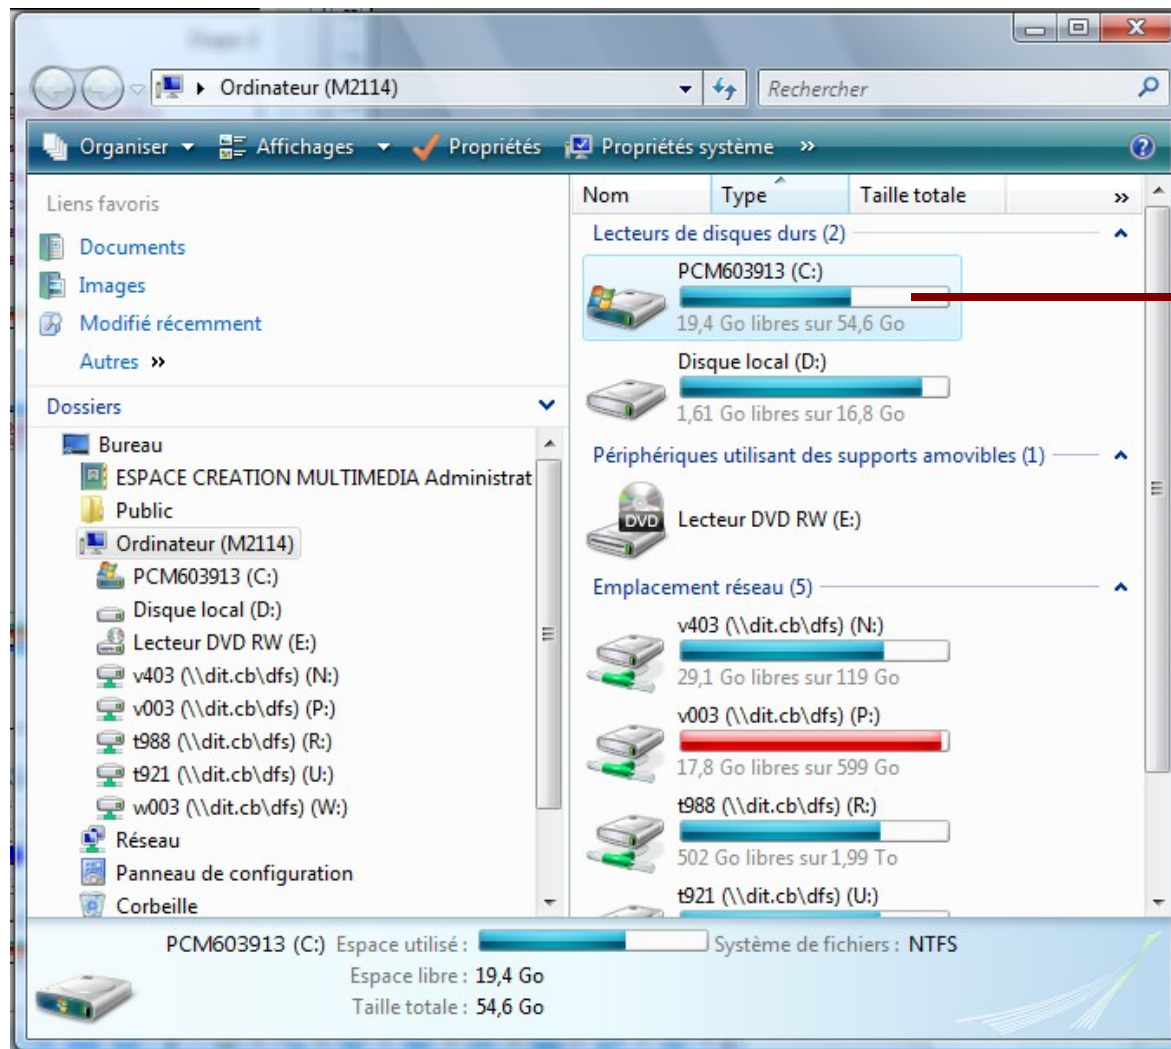 Ordinateur (M2114)
Rechercher
Organiser
Affichages
Propriétés
Propriétés système
»
Liens favoris
Documents
Images
Modifié récemment
Autres »
Dossiers
Bureau
ESPACE CREATION MULTIMEDIA Administrat
Public
Ordinateur (M2114)
PCM603913 (C:)
Disque local (D:)
Lecteur DVD RW (E:)
v403 (\\dit.cb\dfs) (N:)
v003 (\\dit.cb\dfs) (P:)
t988 (\\dit.cb\dfs) (R:)
t921 (\\dit.cb\dfs) (U:)
w003 (\\dit.cb\dfs) (W:)
Réseau
Panneau de configuration
Corbeille
Nom Type Taille totale »
Lecteurs de disques durs (2)
PCM603913 (C:)
19,4 Go libres sur 54,6 Go
Disque local (D:)
1,61 Go libres sur 16,8 Go
Périphériques utilisant des supports amovibles (1)
DVD
Lecteur DVD RW (E:)
Emplacement réseau (5)
v403 (\\dit.cb\dfs) (N:)
29,1 Go libres sur 119 Go
v003 (\\dit.cb\dfs) (P:)
17,8 Go libres sur 599 Go
t988 (\\dit.cb\dfs) (R:)
502 Go libres sur 1,99 To
t921 (\\dit.cb\dfs) (U:)
PCM603913 (C:) Espace utilisé : Système de fichiers : NTFS
Espace libre : 19,4 Go
Taille totale : 54,6 Go